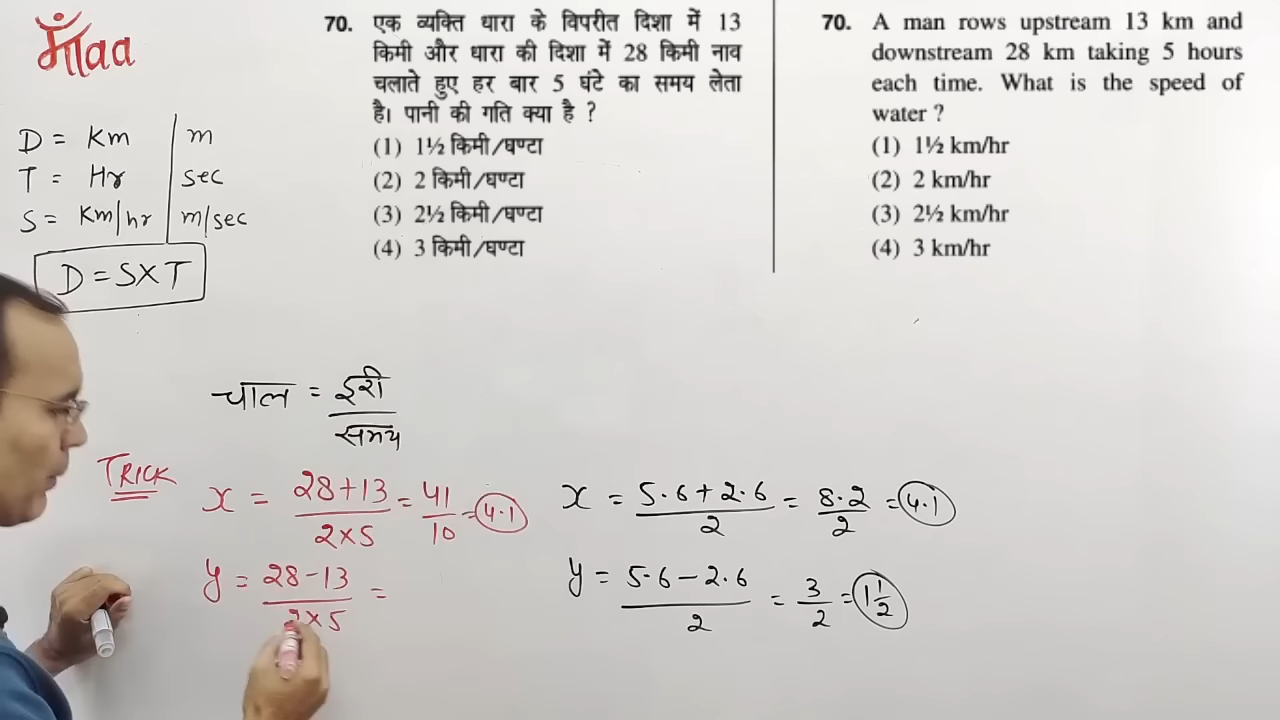 माँaa
D = Km | m
T = Hr | sec
S = Km/hr | m/sec
D = S×T
70. एक व्यक्ति धारा के विपरीत दिशा में 13
किमी और धारा की दिशा में 28 किमी नाव
चलाते हुए हर बार 5 घंटे का समय लेता
है। पानी की गति क्या है ?
(1) 1½ किमी/घण्टा
(2) 2 किमी/घण्टा
(3) 2½ किमी/घण्टा
(4) 3 किमी/घण्टा
70. A man rows upstream 13 km and
downstream 28 km taking 5 hours
each time. What is the speed of
water ?
(1) 1½ km/hr
(2) 2 km/hr
(3) 2½ km/hr
(4) 3 km/hr
चाल = दूरी / समय
TRICK
x = 28+13 / 2×5 = 41/10 = 4.1
y = 28-13 / 2×5 =
x = 5.6+2.6 / 2 = 8.2/2 = 4.1
y = 5.6-2.6 / 2 = 3/2 = 1½